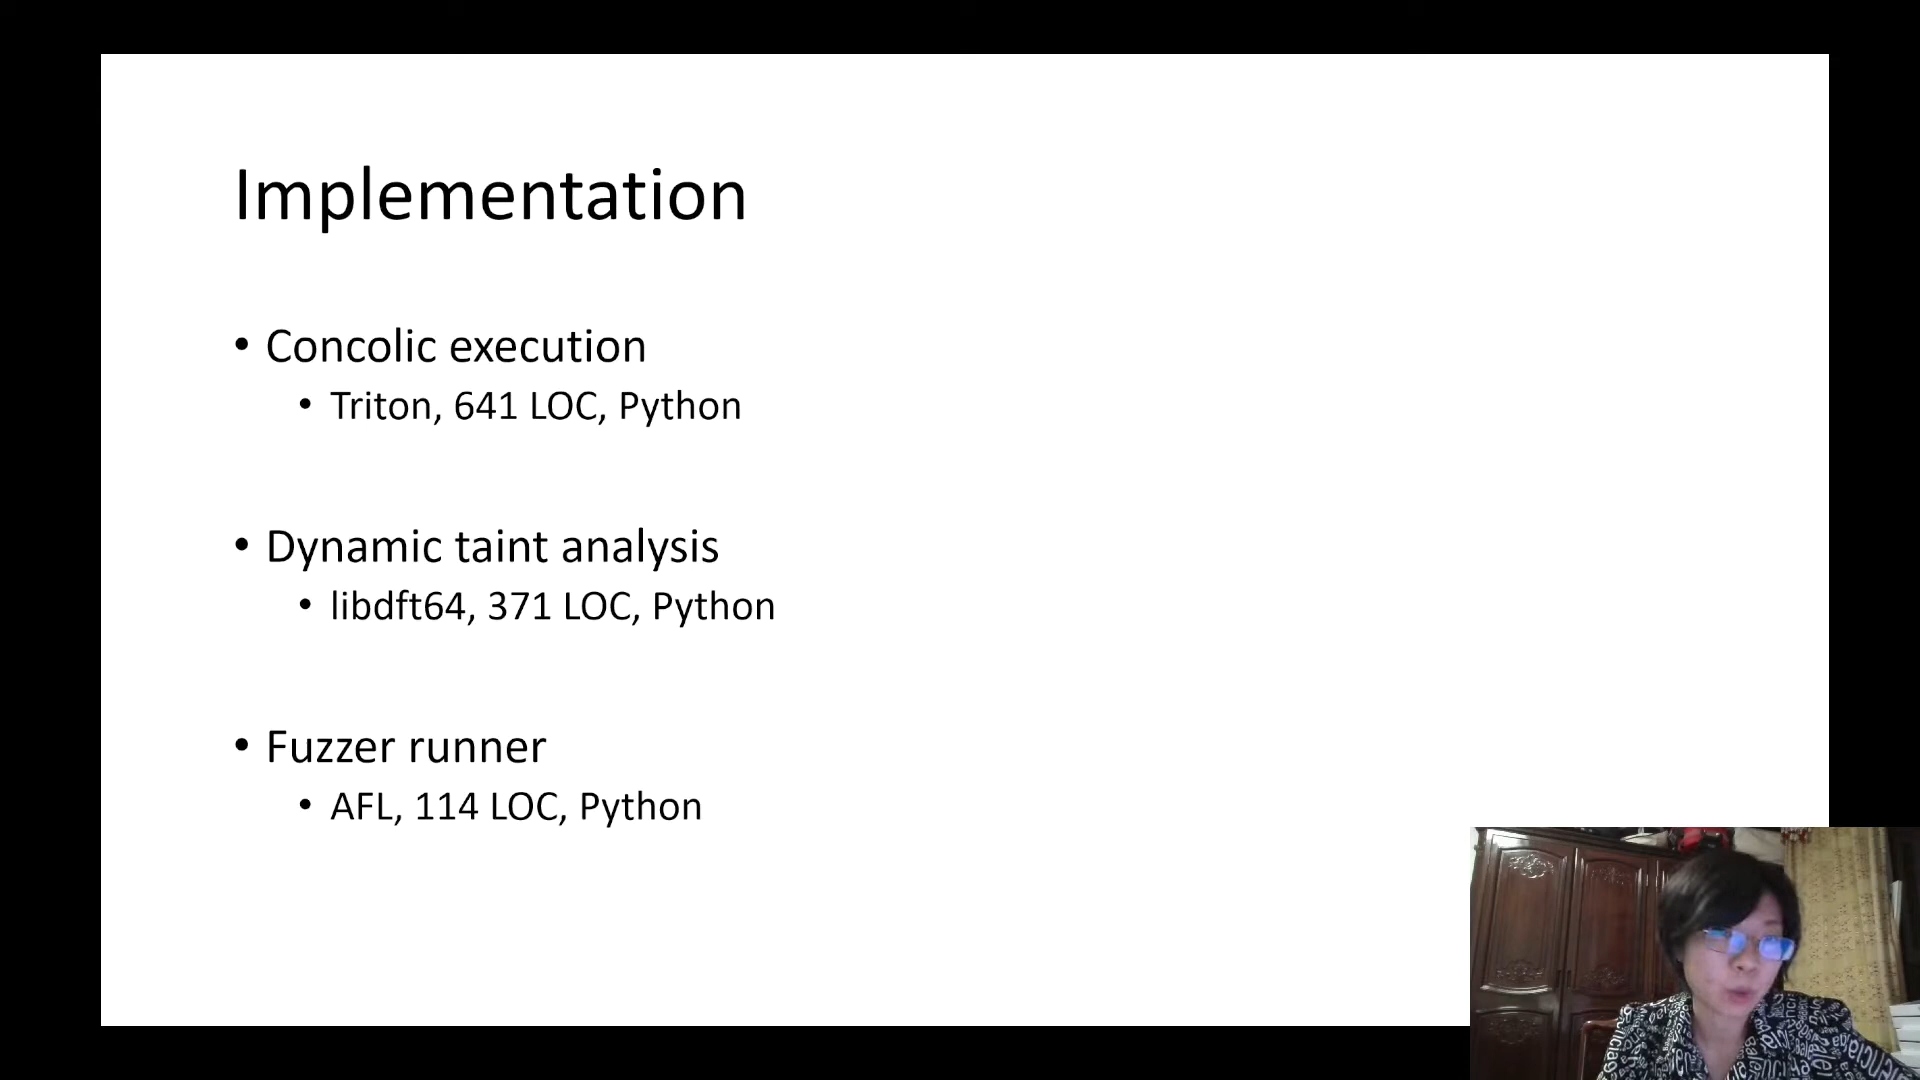 Implementation
• Concolic execution
• Triton, 641 LOC, Python
• Dynamic taint analysis
• libdft64, 371 LOC, Python
• Fuzzer runner
• AFL, 114 LOC, Python